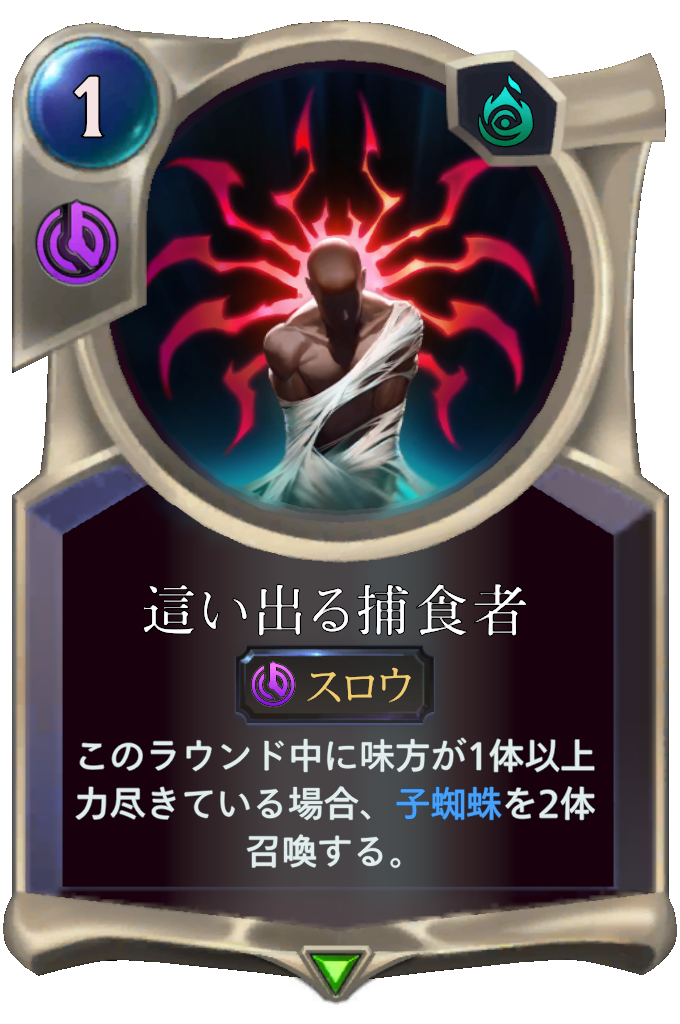 1
這い出る捕食者
スロウ
このラウンド中に味方が1体以上
力尽きている場合、子蜘蛛を2体
召喚する。